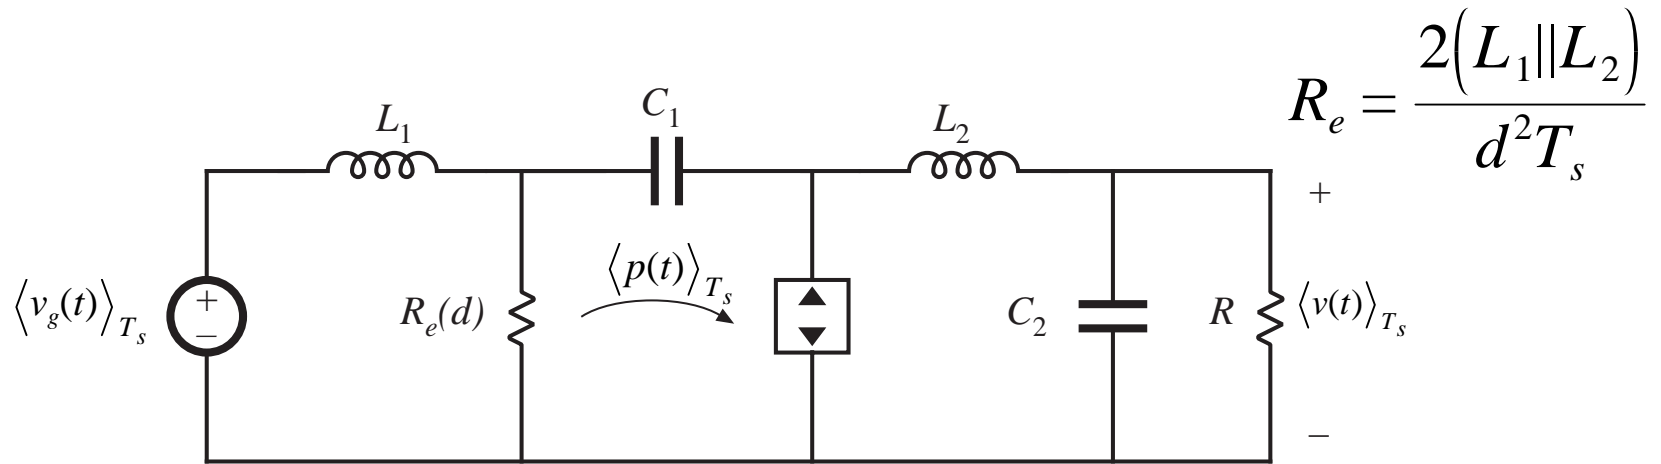 R_e = 2(L_1||L_2) / d^2 T_s
L_1
C_1
L_2
+
⟨v_g(t)⟩_{T_s}
+
−
R_e(d)
⟨p(t)⟩_{T_s}
C_2
R
⟨v(t)⟩_{T_s}
−